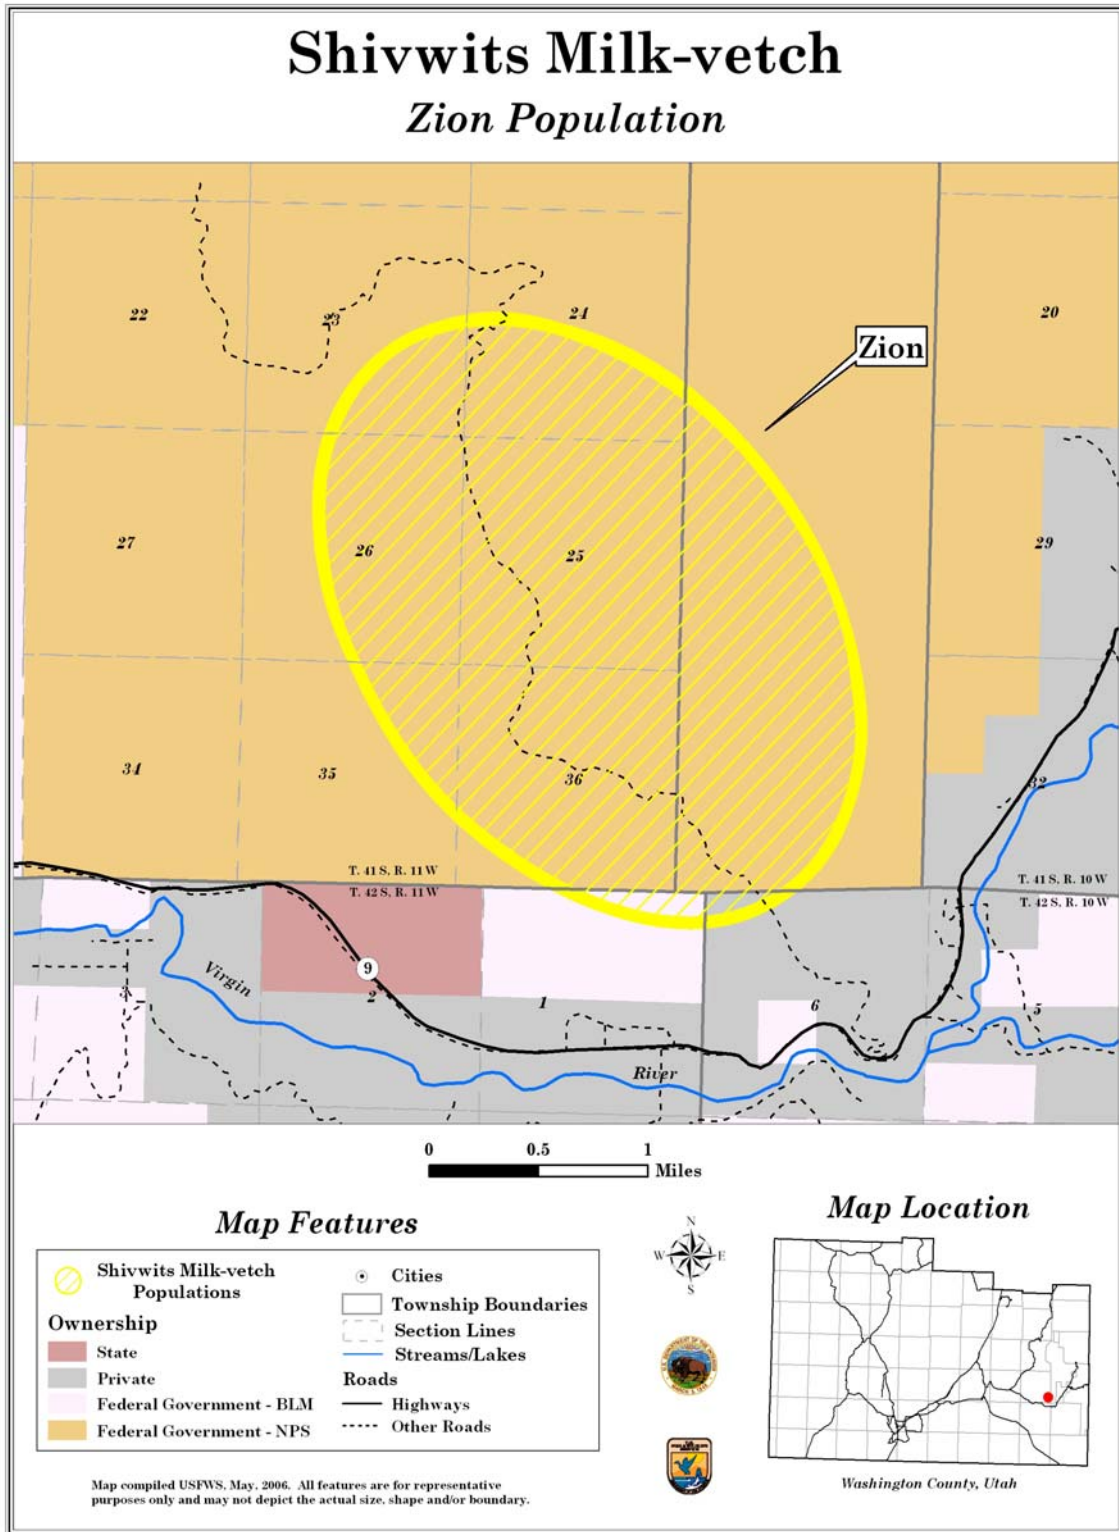 Shivwits Milk-vetch
Zion Population
22
23
24
20
Zion
27
26
25
29
34
35
36
32
T. 41 S, R. 11 W
T. 42 S, R. 11 W
T. 41 S, R. 10 W
T. 42 S, R. 10 W
9
Virgin
3
2
1
6
5
River
0 0.5 1
Miles
Map Features
Shivwits Milk-vetch
Populations
Ownership
State
Private
Federal Government - BLM
Federal Government - NPS
Cities
Township Boundaries
Section Lines
Streams/Lakes
Roads
Highways
Other Roads
N
W E
S
Map Location
Washington County, Utah
Map compiled USFWS, May, 2006. All features are for representative
purposes only and may not depict the actual size, shape and/or boundary.